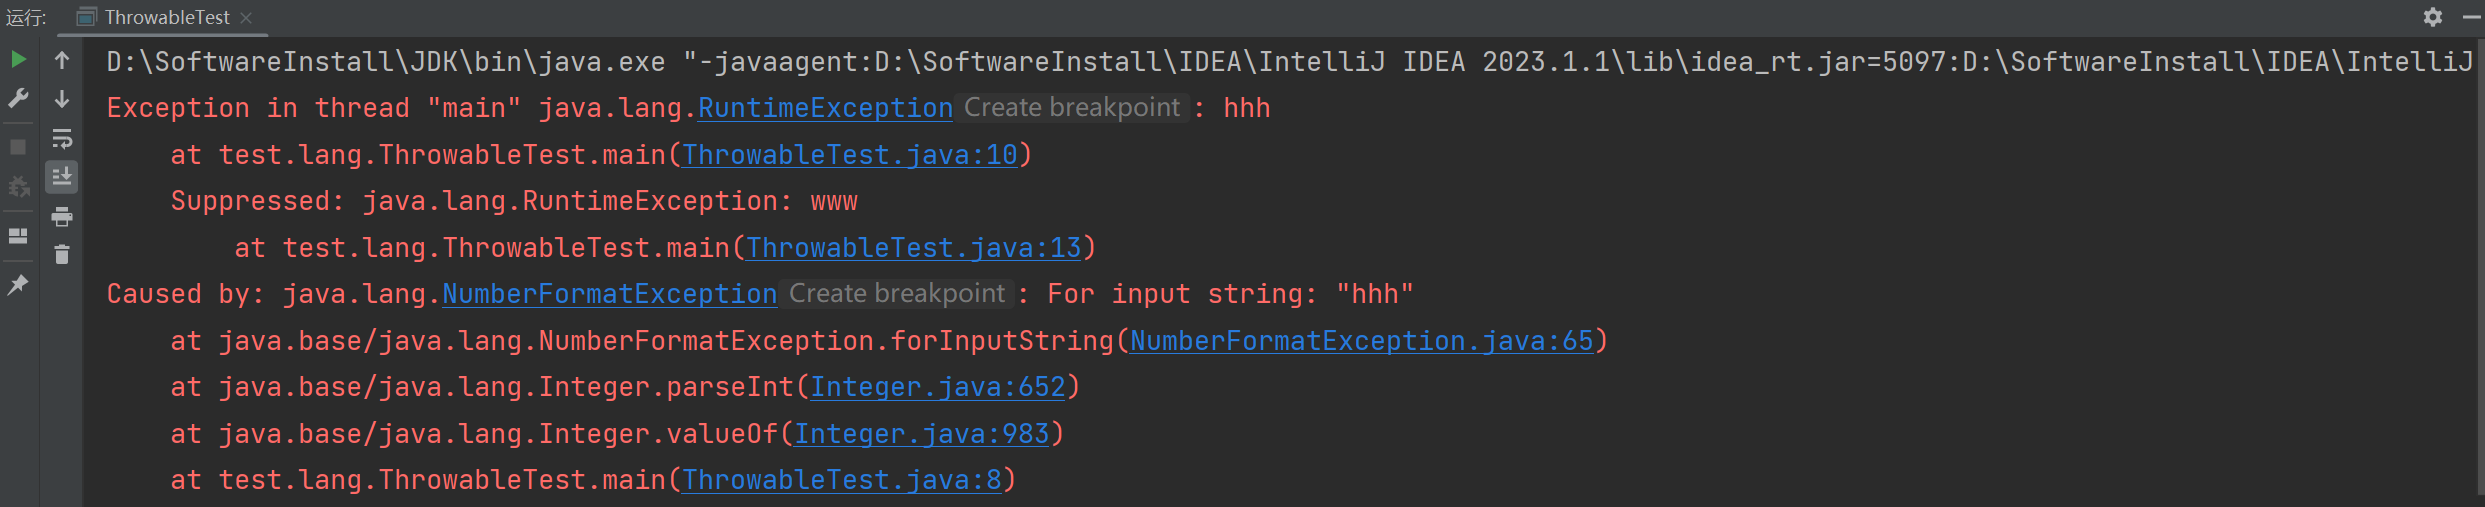 运行: ThrowableTest
D:\SoftwareInstall\JDK\bin\java.exe "-javaagent:D:\SoftwareInstall\IDEA\IntelliJ IDEA 2023.1.1\lib\idea_rt.jar=5097:D:\SoftwareInstall\IDEA\IntelliJ
Exception in thread "main" java.lang.RuntimeException Create breakpoint : hhh
at test.lang.ThrowableTest.main(ThrowableTest.java:10)
Suppressed: java.lang.RuntimeException: www
at test.lang.ThrowableTest.main(ThrowableTest.java:13)
Caused by: java.lang.NumberFormatException Create breakpoint : For input string: "hhh"
at java.base/java.lang.NumberFormatException.forInputString(NumberFormatException.java:65)
at java.base/java.lang.Integer.parseInt(Integer.java:652)
at java.base/java.lang.Integer.valueOf(Integer.java:983)
at test.lang.ThrowableTest.main(ThrowableTest.java:8)